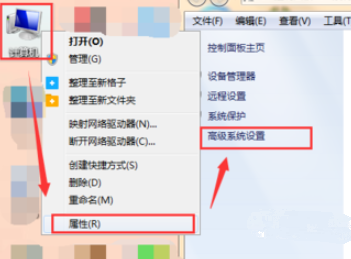 计算机
打开(O)
管理(G)
整理至新格子
整理至新文件夹
映射网络驱动器(N)...
断开网络驱动器(C)...
创建快捷方式(S)
删除(D)
重命名(M)
属性(R)
文件(F) 编辑(E) 查看(V) 工具(T)
控制面板主页
设备管理器
远程设置
系统保护
高级系统设置